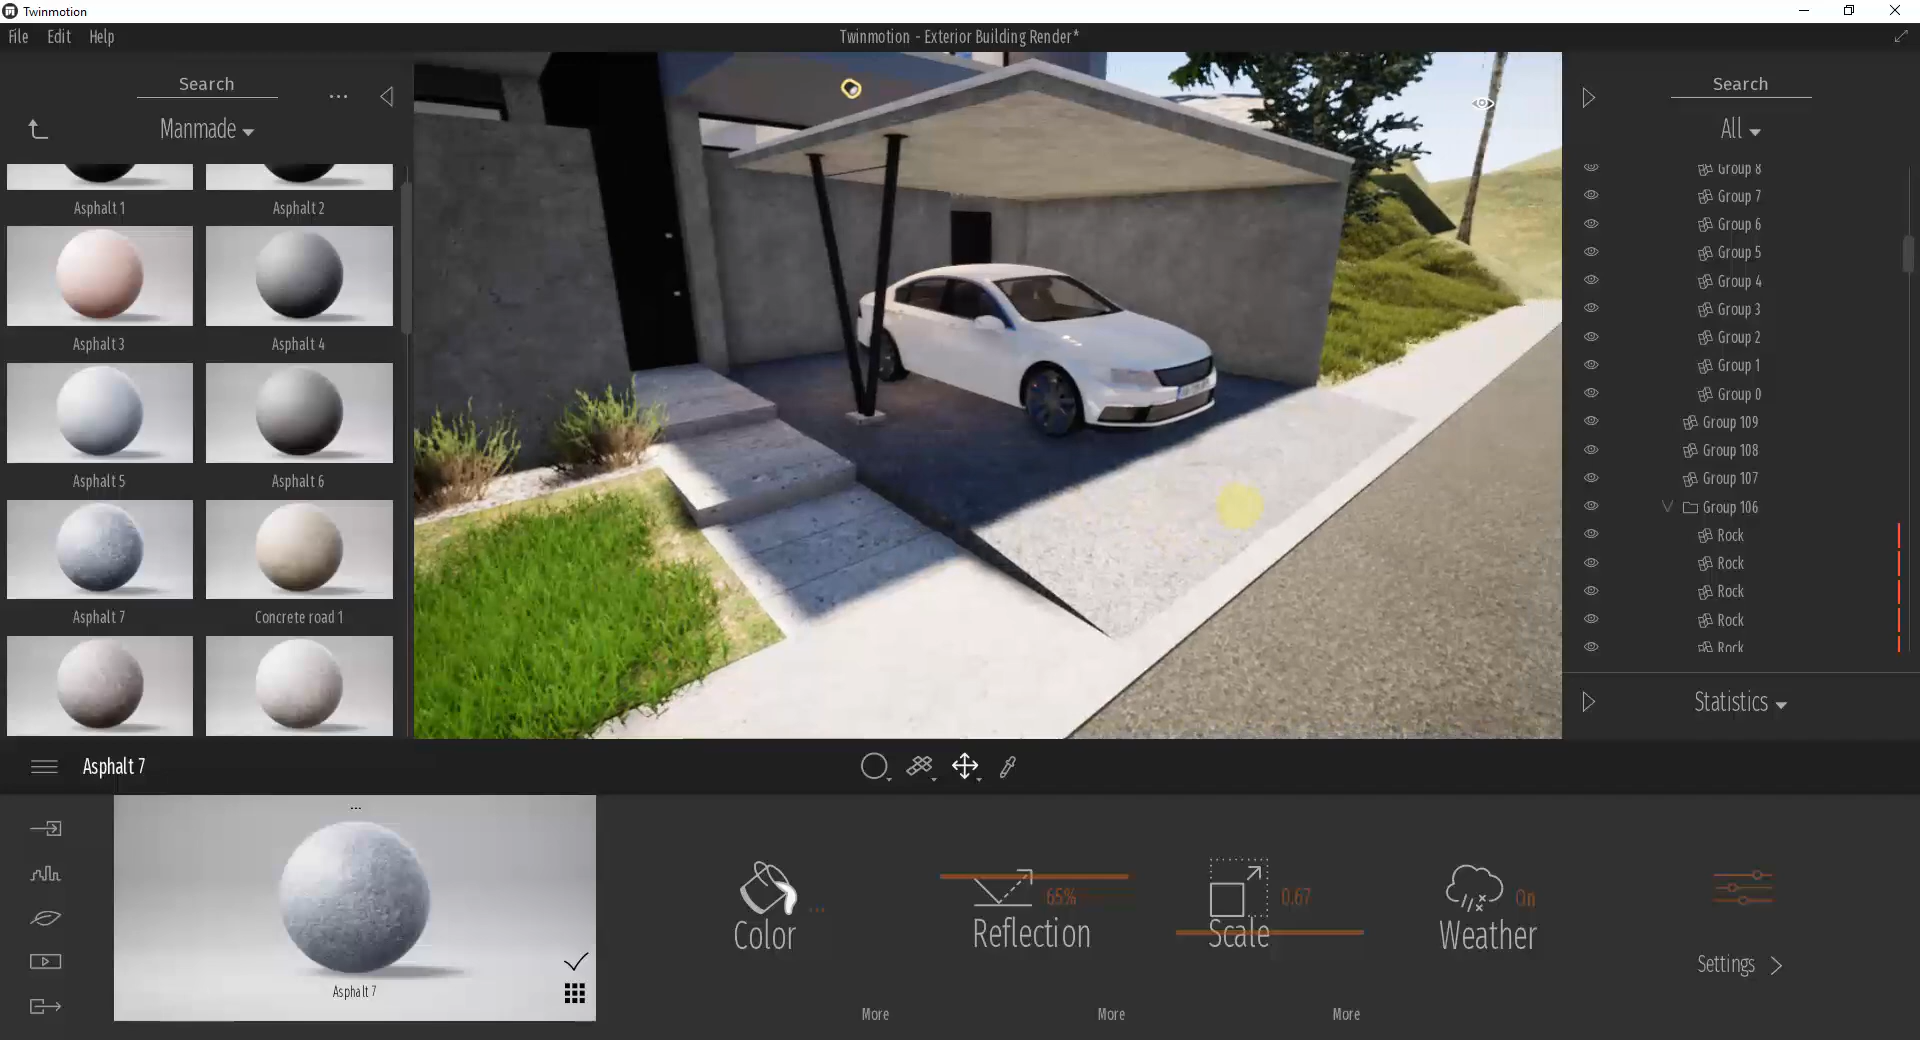 Twinmotion
File Edit Help
Twinmotion - Exterior Building Render*
Search
Manmade
Asphalt 1
Asphalt 2
Asphalt 3
Asphalt 4
Asphalt 5
Asphalt 6
Asphalt 7
Concrete road 1
Search
All
Group 8
Group 7
Group 6
Group 5
Group 4
Group 3
Group 2
Group 1
Group 0
Group 109
Group 108
Group 107
Group 106
Rock
Rock
Rock
Rock
Rock
Statistics
Asphalt 7
...
Asphalt 7
Color
...
More
65%
Reflection
More
0.67
Scale
More
On
Weather
Settings